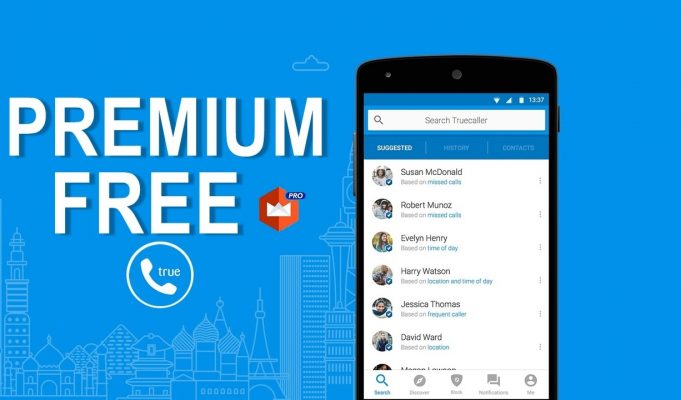 PREMIUM
FREE
PRO
true
13:37
Search Truecaller
SUGGESTED HISTORY CONTACTS
Susan McDonald
Based on missed calls
Robert Munoz
Based on missed calls
Evelyn Henry
Based on time of day
Harry Watson
Based on location and time of day
Jessica Thomas
Based on frequent caller
David Ward
Based on location
Megan Lawson
Search Discover Block Notifications Me